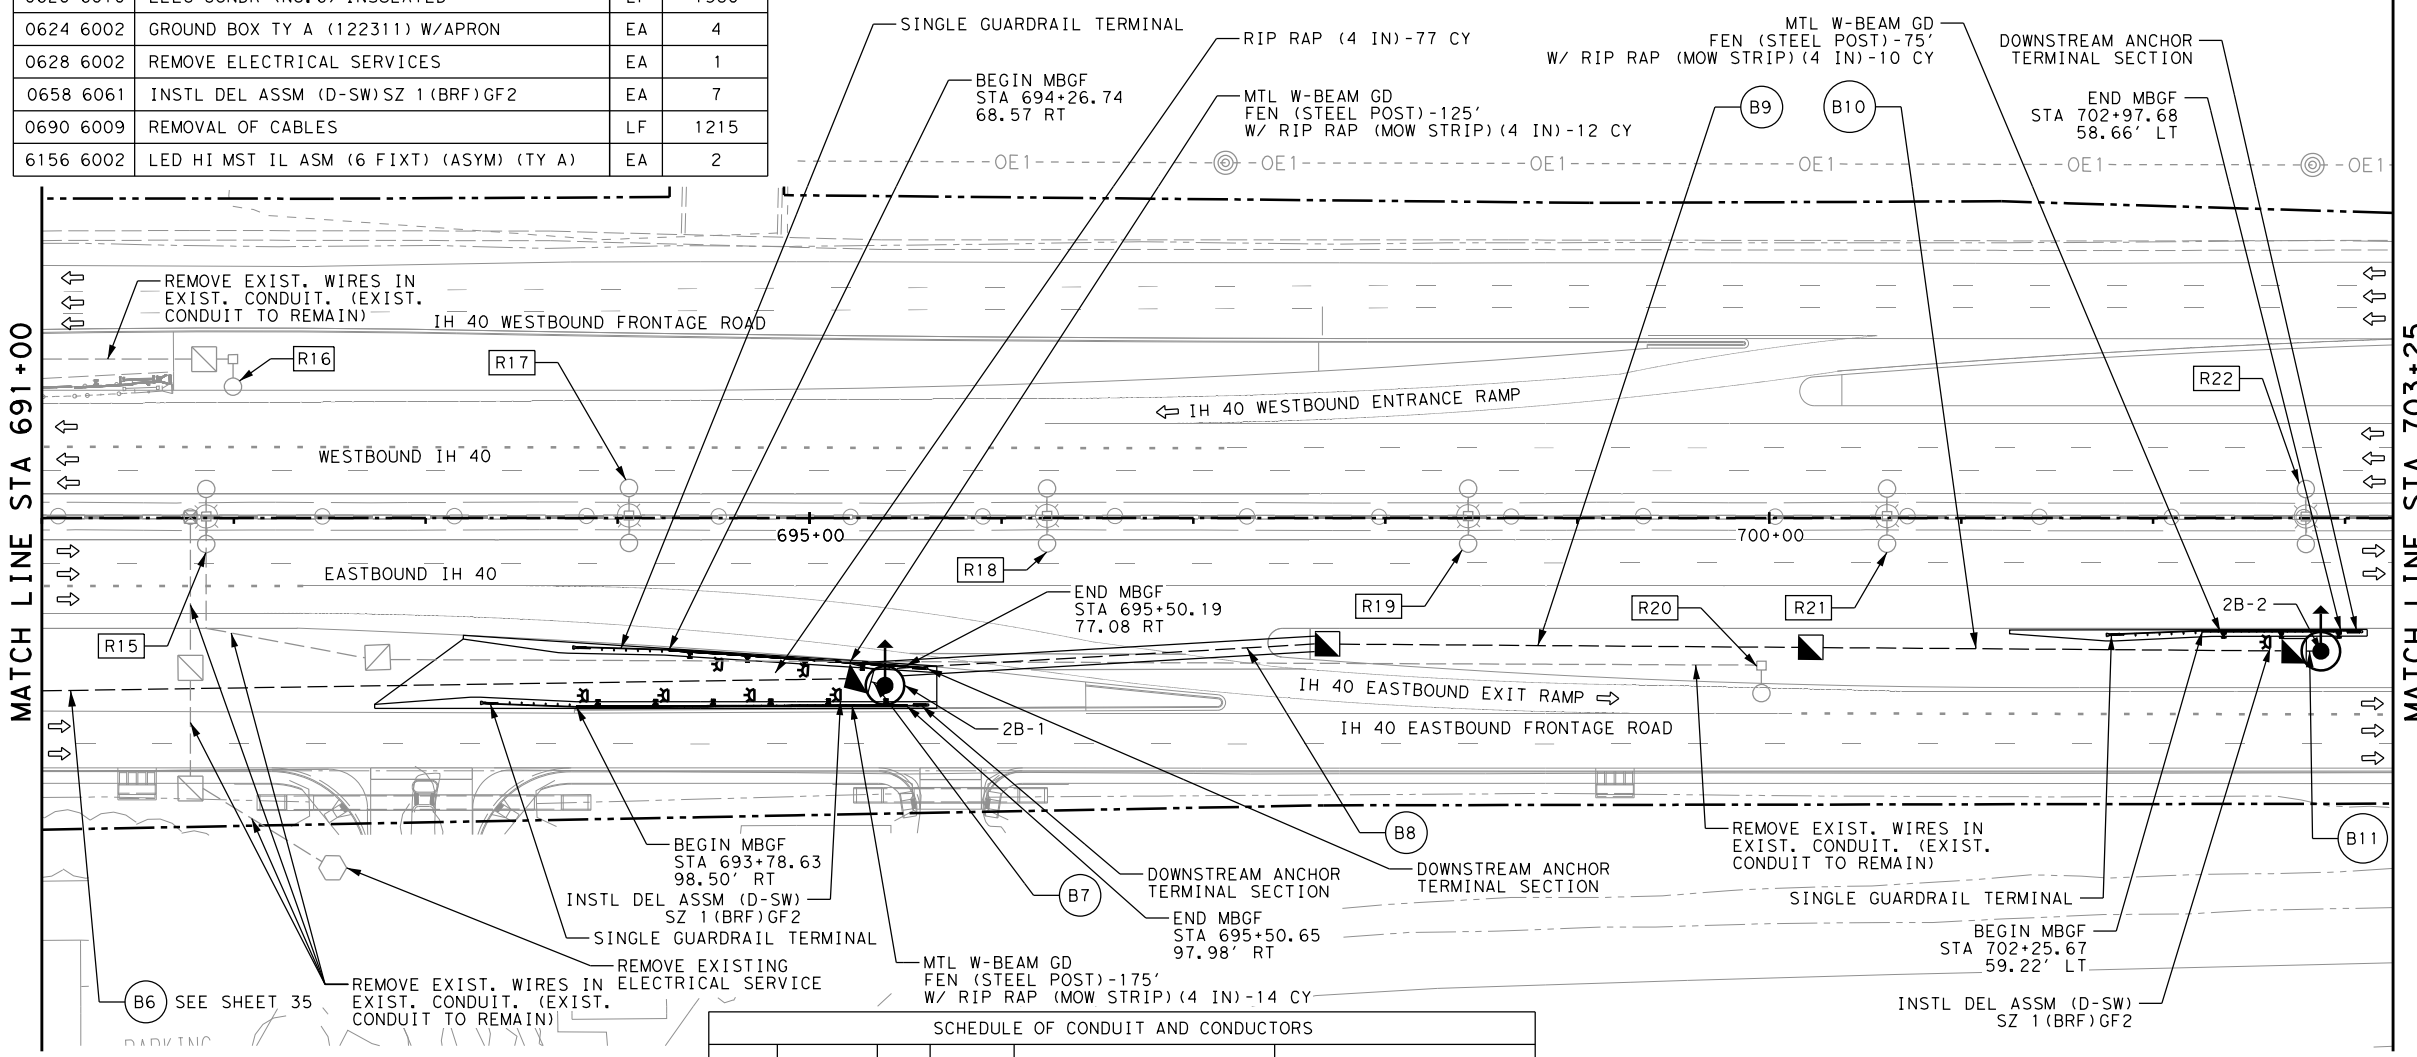 0624 6002 GROUND BOX TY A (122311) W/APRON EA 4
0628 6002 REMOVE ELECTRICAL SERVICES EA 1
0658 6061 INSTL DEL ASSM (D-SW)SZ 1(BRF)GF2 EA 7
0690 6009 REMOVAL OF CABLES LF 1215
6156 6002 LED HI MST IL ASM (6 FIXT) (ASYM) (TY A) EA 2
SINGLE GUARDRAIL TERMINAL
BEGIN MBGF
STA 694+26.74
68.57 RT
RIP RAP (4 IN)-77 CY
MTL W-BEAM GD
FEN (STEEL POST)-125'
W/ RIP RAP (MOW STRIP)(4 IN)-12 CY
MTL W-BEAM GD
FEN (STEEL POST)-75'
W/ RIP RAP (MOW STRIP)(4 IN)-10 CY
B9
B10
DOWNSTREAM ANCHOR
TERMINAL SECTION
END MBGF
STA 702+97.68
58.66' LT
OE1 OE1 OE1 OE1 OE1 OE1
MATCH LINE STA 691+00
MATCH LINE STA 703+25
REMOVE EXIST. WIRES IN
EXIST. CONDUIT. (EXIST.
CONDUIT TO REMAIN)
IH 40 WESTBOUND FRONTAGE ROAD
R16
R17
R22
IH 40 WESTBOUND ENTRANCE RAMP
WESTBOUND IH 40
695+00
700+00
EASTBOUND IH 40
R18
R15
END MBGF
STA 695+50.19
77.08 RT
R19
R20
R21
2B-2
IH 40 EASTBOUND EXIT RAMP
2B-1
IH 40 EASTBOUND FRONTAGE ROAD
BEGIN MBGF
STA 693+78.63
98.50' RT
INSTL DEL ASSM (D-SW)
SZ 1(BRF)GF2
SINGLE GUARDRAIL TERMINAL
REMOVE EXISTING
ELECTRICAL SERVICE
REMOVE EXIST. WIRES IN
EXIST. CONDUIT. (EXIST.
CONDUIT TO REMAIN)
B6 SEE SHEET 35
PARKING
B7
DOWNSTREAM ANCHOR
TERMINAL SECTION
END MBGF
STA 695+50.65
97.98' RT
MTL W-BEAM GD
FEN (STEEL POST)-175'
W/ RIP RAP (MOW STRIP)(4 IN)-14 CY
B8
DOWNSTREAM ANCHOR
TERMINAL SECTION
REMOVE EXIST. WIRES IN
EXIST. CONDUIT. (EXIST.
CONDUIT TO REMAIN)
B11
SINGLE GUARDRAIL TERMINAL
BEGIN MBGF
STA 702+25.67
59.22' LT
INSTL DEL ASSM (D-SW)
SZ 1(BRF)GF2
SCHEDULE OF CONDUIT AND CONDUCTORS